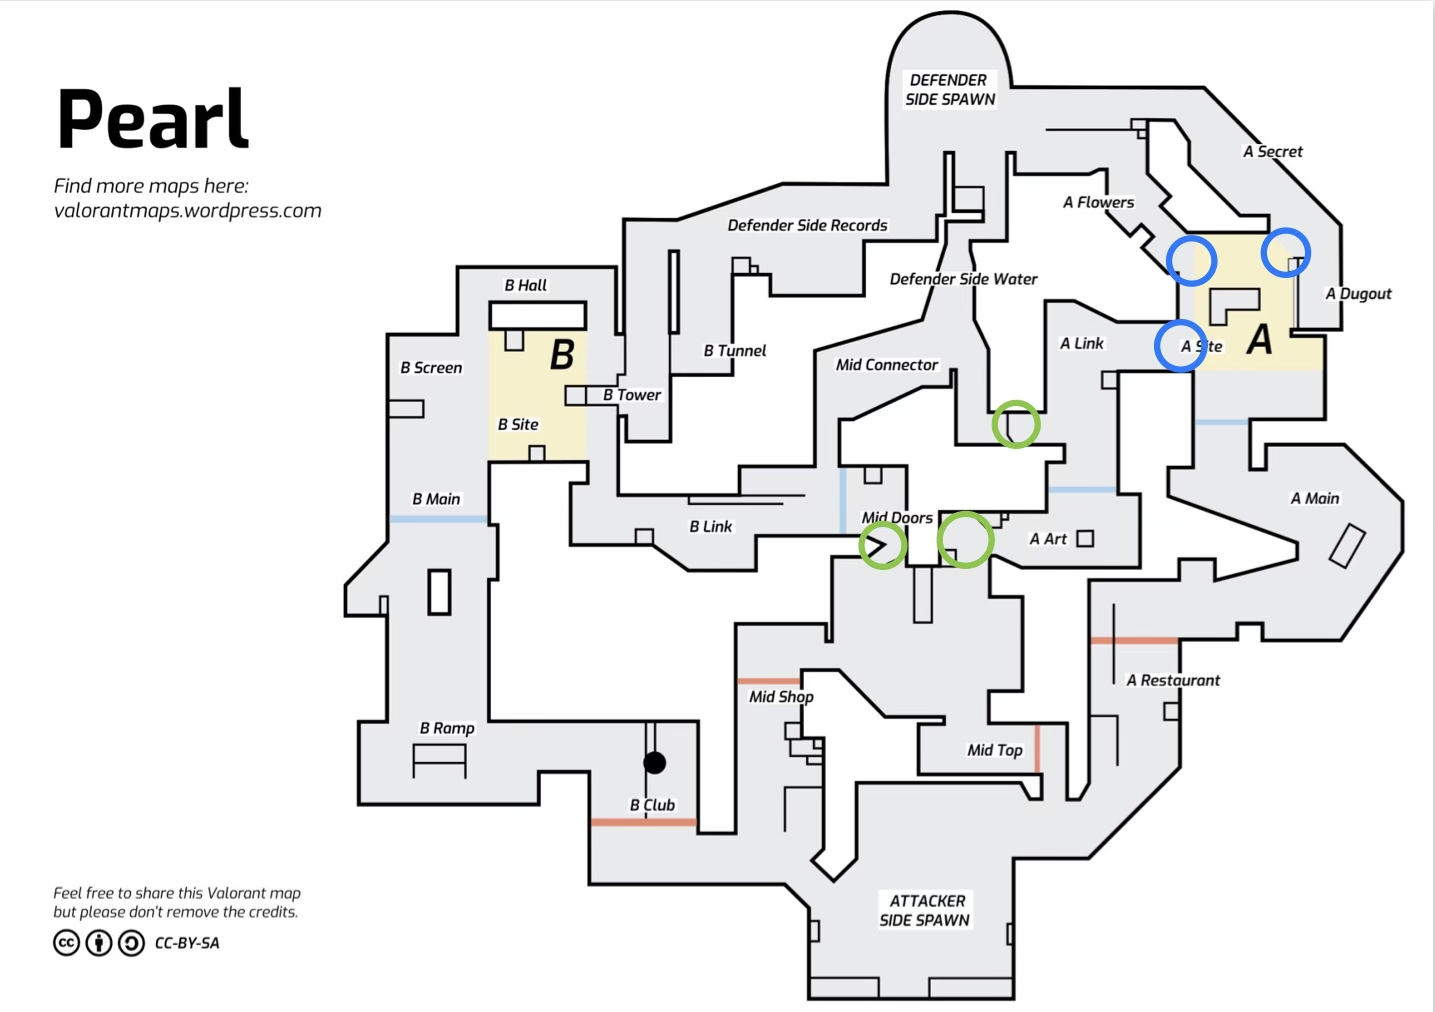 Pearl
Find more maps here:
valorantmaps.wordpress.com
DEFENDER
SIDE SPAWN
A Secret
A Flowers
Defender Side Records
Defender Side Water
B Hall
A Dugout
B
A Link
A Site
A
B Tunnel
B Screen
Mid Connector
B Tower
B Site
B Main
A Main
Mid Doors
B Link
A Art
A Restaurant
Mid Shop
B Ramp
Mid Top
B Club
ATTACKER
SIDE SPAWN
Feel free to share this Valorant map
but please don't remove the credits.
cc CC-BY-SA